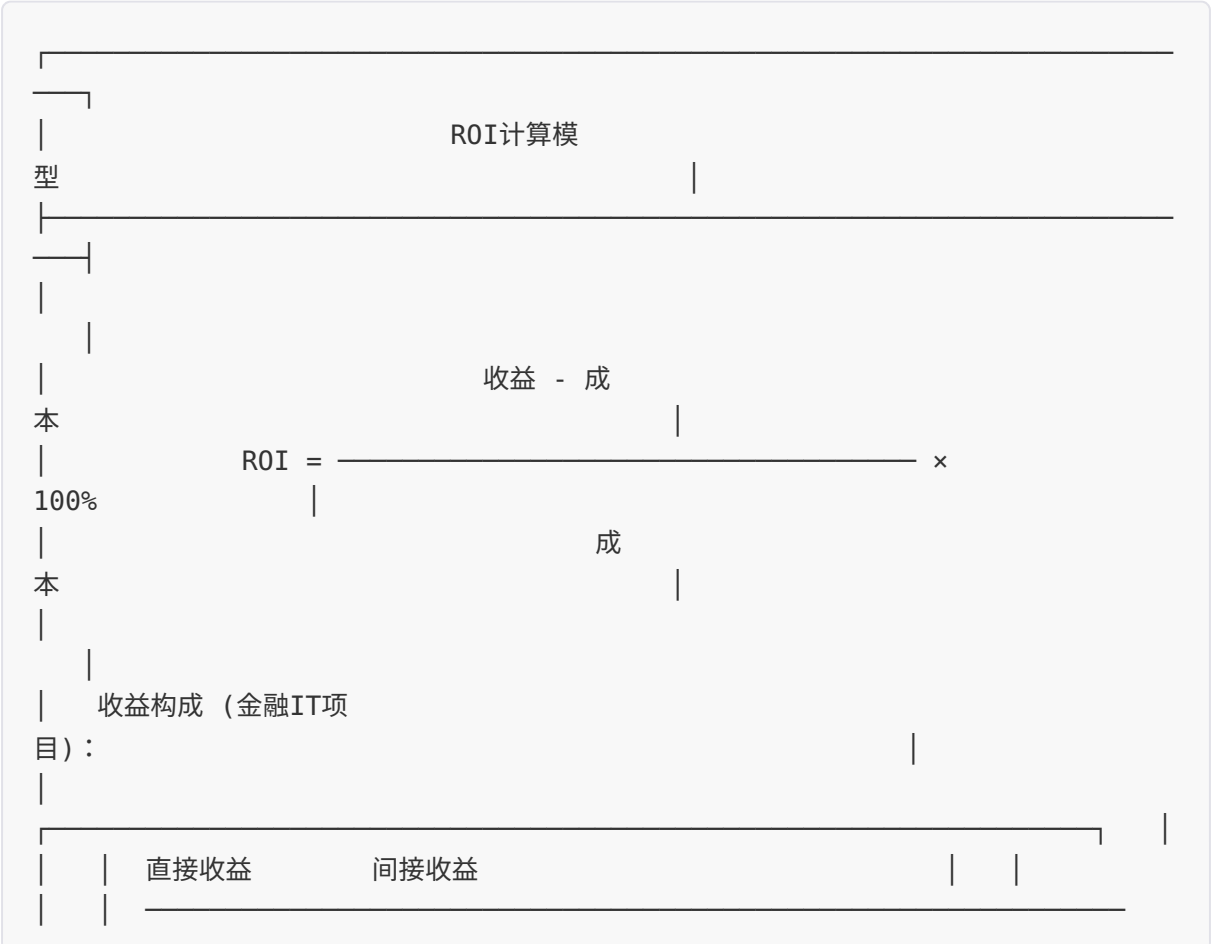 ROI计算模
型
收益 - 成
本
ROI = ———————————— ×
100%
成
本
收益构成 (金融IT项
目)：
直接收益 间接收益